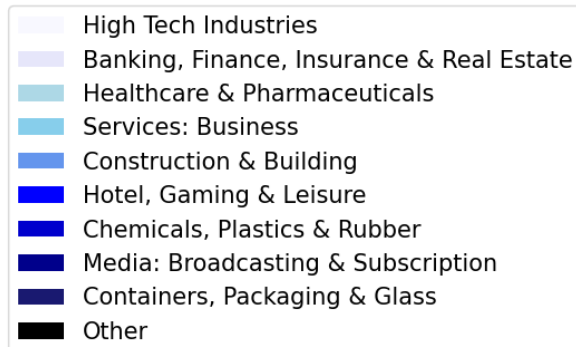 High Tech Industries
Banking, Finance, Insurance & Real Estate
Healthcare & Pharmaceuticals
Services: Business
Construction & Building
Hotel, Gaming & Leisure
Chemicals, Plastics & Rubber
Media: Broadcasting & Subscription
Containers, Packaging & Glass
Other